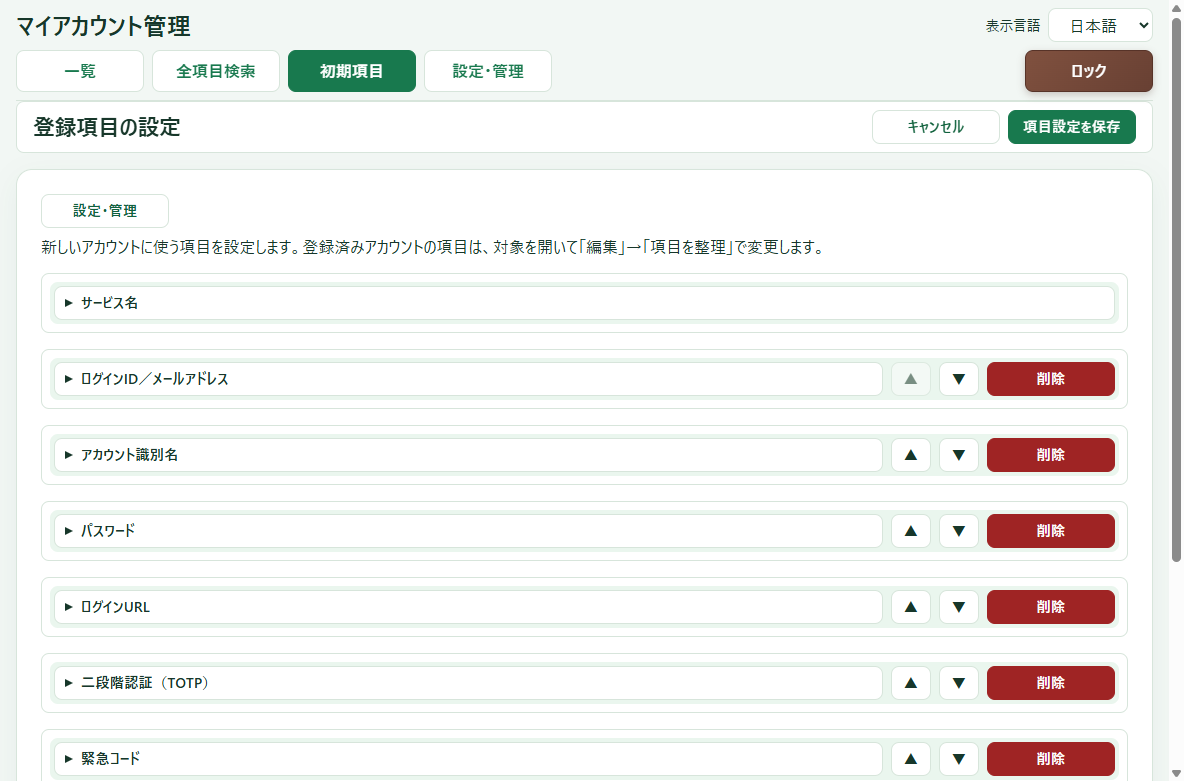 マイアカウント管理
表示言語 日本語
一覧 全項目検索 初期項目 設定・管理 ロック
登録項目の設定 キャンセル 項目設定を保存
設定・管理
新しいアカウントに使う項目を設定します。登録済みアカウントの項目は、対象を開いて「編集」→「項目を整理」で変更します。
▶ サービス名
▶ ログインID／メールアドレス ▲ ▼ 削除
▶ アカウント識別名 ▲ ▼ 削除
▶ パスワード ▲ ▼ 削除
▶ ログインURL ▲ ▼ 削除
▶ 二段階認証（TOTP） ▲ ▼ 削除
▶ 緊急コード ▲ ▼ 削除